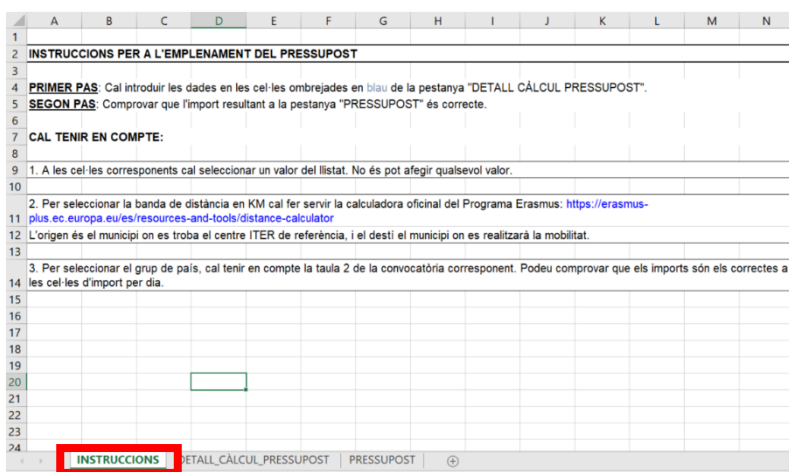 A B C D E F G H I J K L M N
1
2 INSTRUCCIONS PER A L'EMPLENAMENT DEL PRESSUPOST
3
4 PRIMER PAS: Cal introduir les dades en les cel·les ombrejades en blau de la pestanya "DETALL CÀLCUL PRESSUPOST".
5 SEGON PAS: Comprovar que l'import resultant a la pestanya "PRESSUPOST" és correcte.
6
7 CAL TENIR EN COMPTE:
8
9 1. A les cel·les corresponents cal seleccionar un valor del llistat. No és pot afegir qualsevol valor.
10
2. Per seleccionar la banda de distància en KM cal fer servir la calculadora oficinal del Programa Erasmus: https://erasmus-
11 plus.ec.europa.eu/es/resources-and-tools/distance-calculator
12 L'origen és el municipi on es troba el centre ITER de referència, i el destí el municipi on es realitzarà la mobilitat.
13
3. Per seleccionar el grup de país, cal tenir en compte la taula 2 de la convocatòria corresponent. Podeu comprovar que els imports són els correctes a
14 les cel·les d'import per dia.
15
16
17
18
19
20
21
22
23
24
INSTRUCCIONS DETALL_CÀLCUL_PRESSUPOST PRESSUPOST